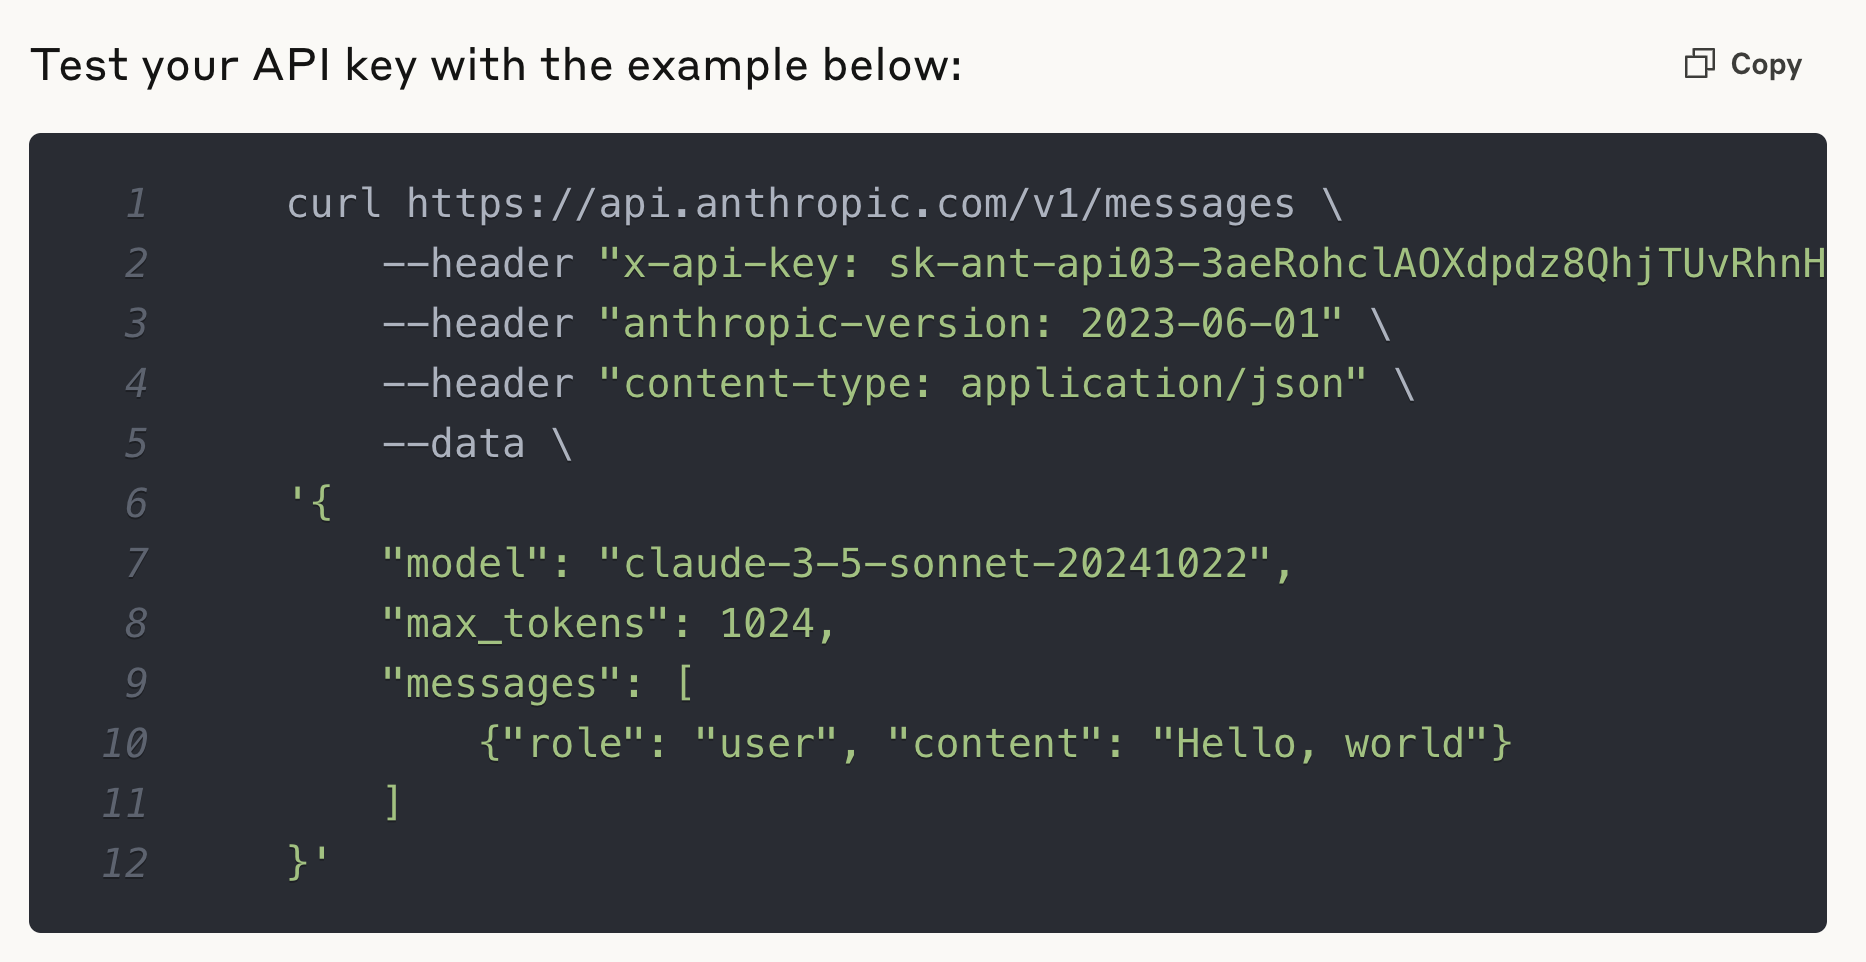 Test your API key with the example below:
Copy
1 curl https://api.anthropic.com/v1/messages \
2 --header "x-api-key: sk-ant-api03-3aeRohclAOXdpdz8QhjTUvRhnH
3 --header "anthropic-version: 2023-06-01" \
4 --header "content-type: application/json" \
5 --data \
6 '{
7 "model": "claude-3-5-sonnet-20241022",
8 "max_tokens": 1024,
9 "messages": [
10 {"role": "user", "content": "Hello, world"}
11 ]
12 }'